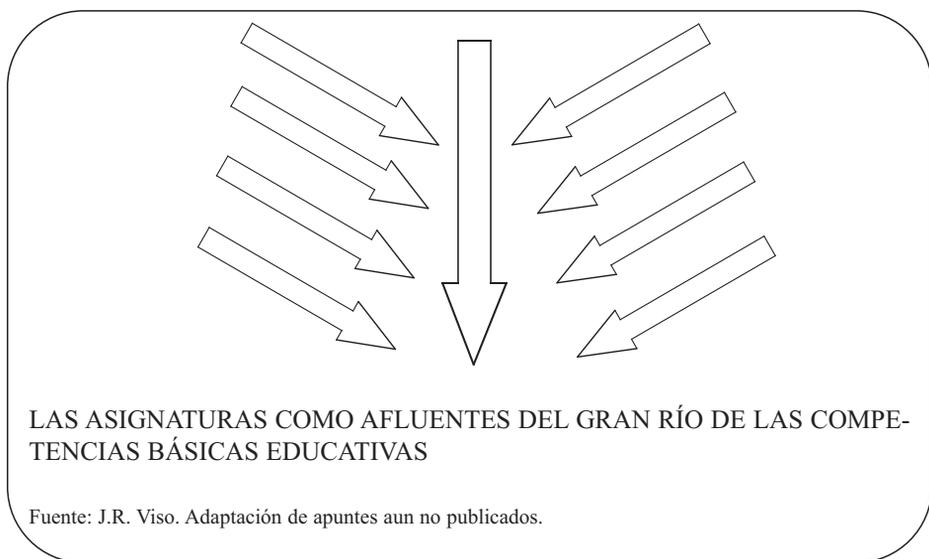 LAS ASIGNATURAS COMO AFLUENTES DEL GRAN RÍO DE LAS COMPE-
TENCIAS BÁSICAS EDUCATIVAS
Fuente: J.R. Viso. Adaptación de apuntes aun no publicados.